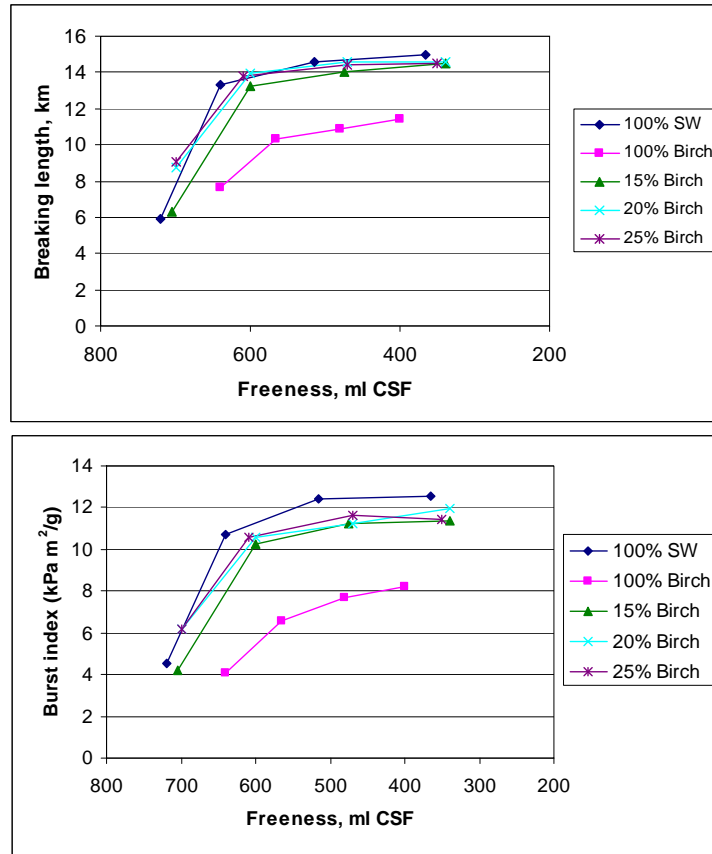 16
14
12
10
8
6
4
2
0
800
600
400
200
Breaking length, km
Freeness, ml CSF
100% SW
100% Birch
15% Birch
20% Birch
25% Birch
14
12
10
8
6
4
2
0
800
700
600
500
400
300
200
Burst index (kPa m²/g)
Freeness, ml CSF
100% SW
100% Birch
15% Birch
20% Birch
25% Birch